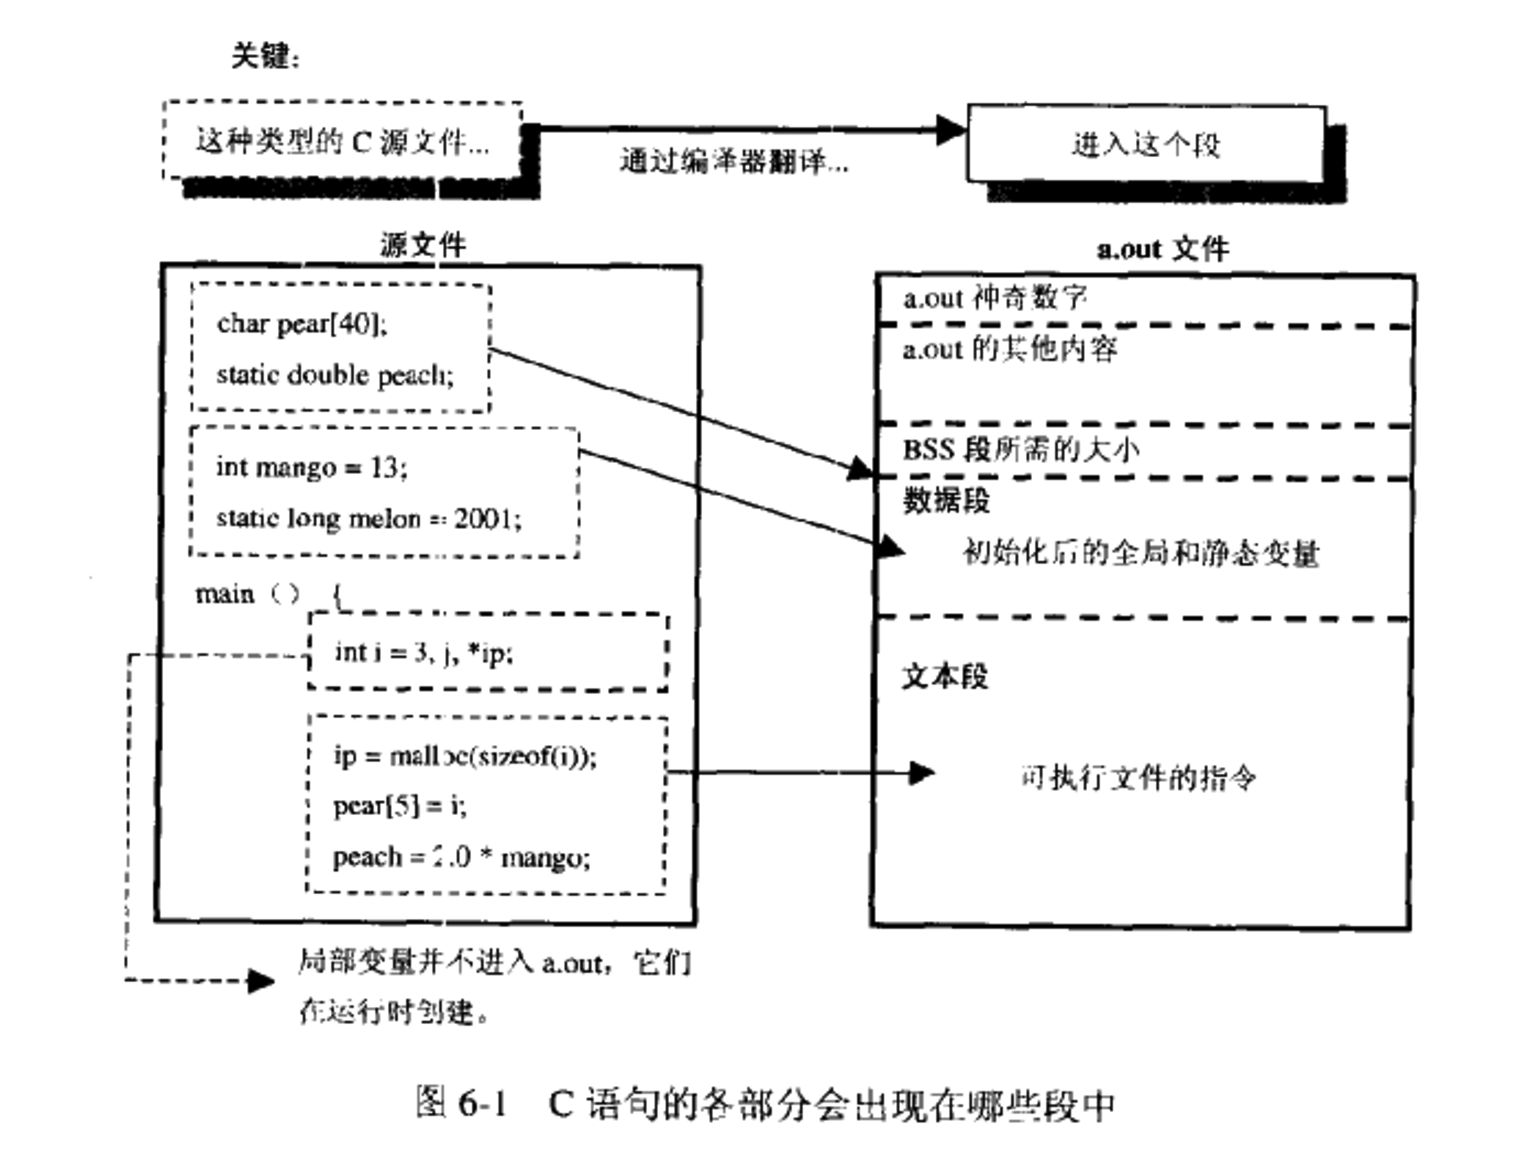 关键：
这种类型的 C 源文件...
通过编译器翻译...
进入这个段
源文件
char pear[40];
static double peach;
int mango = 13;
static long melon = 2001;
main（） {
int i = 3, j, *ip;
ip = malloc(sizeof(i));
pear[5] = i;
peach = 2.0 * mango;
局部变量并不进入 a.out，它们
在运行时创建。
a.out 文件
a.out 神奇数字
a.out 的其他内容
BSS 段所需的大小
数据段
初始化后的全局和静态变量
文本段
可执行文件的指令
图 6-1 C 语句的各部分会出现在哪些段中